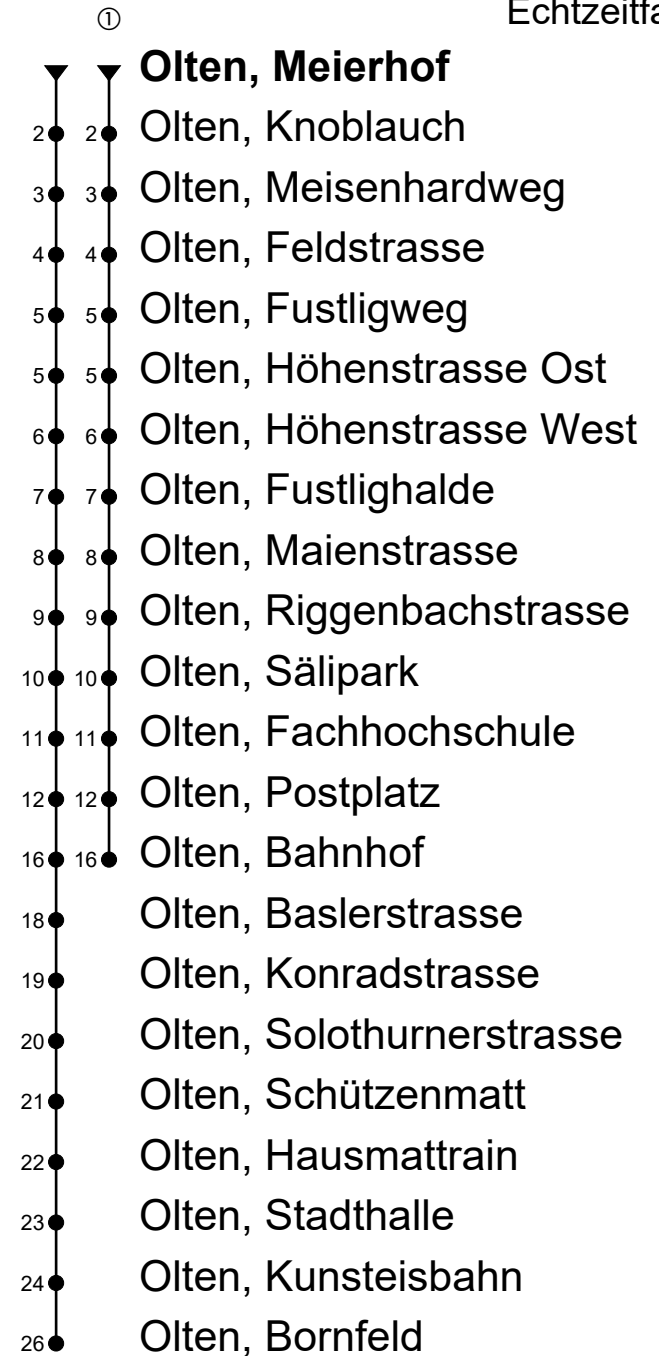 ① Echtzeitfa
Olten, Meierhof
2 2 Olten, Knoblauch
3 3 Olten, Meisenhardweg
4 4 Olten, Feldstrasse
5 5 Olten, Fustligweg
5 5 Olten, Höhenstrasse Ost
6 6 Olten, Höhenstrasse West
7 7 Olten, Fustlighalde
8 8 Olten, Maienstrasse
9 9 Olten, Riggenbachstrasse
10 10 Olten, Sälipark
11 11 Olten, Fachhochschule
12 12 Olten, Postplatz
16 16 Olten, Bahnhof
18 Olten, Baslerstrasse
19 Olten, Konradstrasse
20 Olten, Solothurnerstrasse
21 Olten, Schützenmatt
22 Olten, Hausmattrain
23 Olten, Stadthalle
24 Olten, Kunsteisbahn
26 Olten, Bornfeld